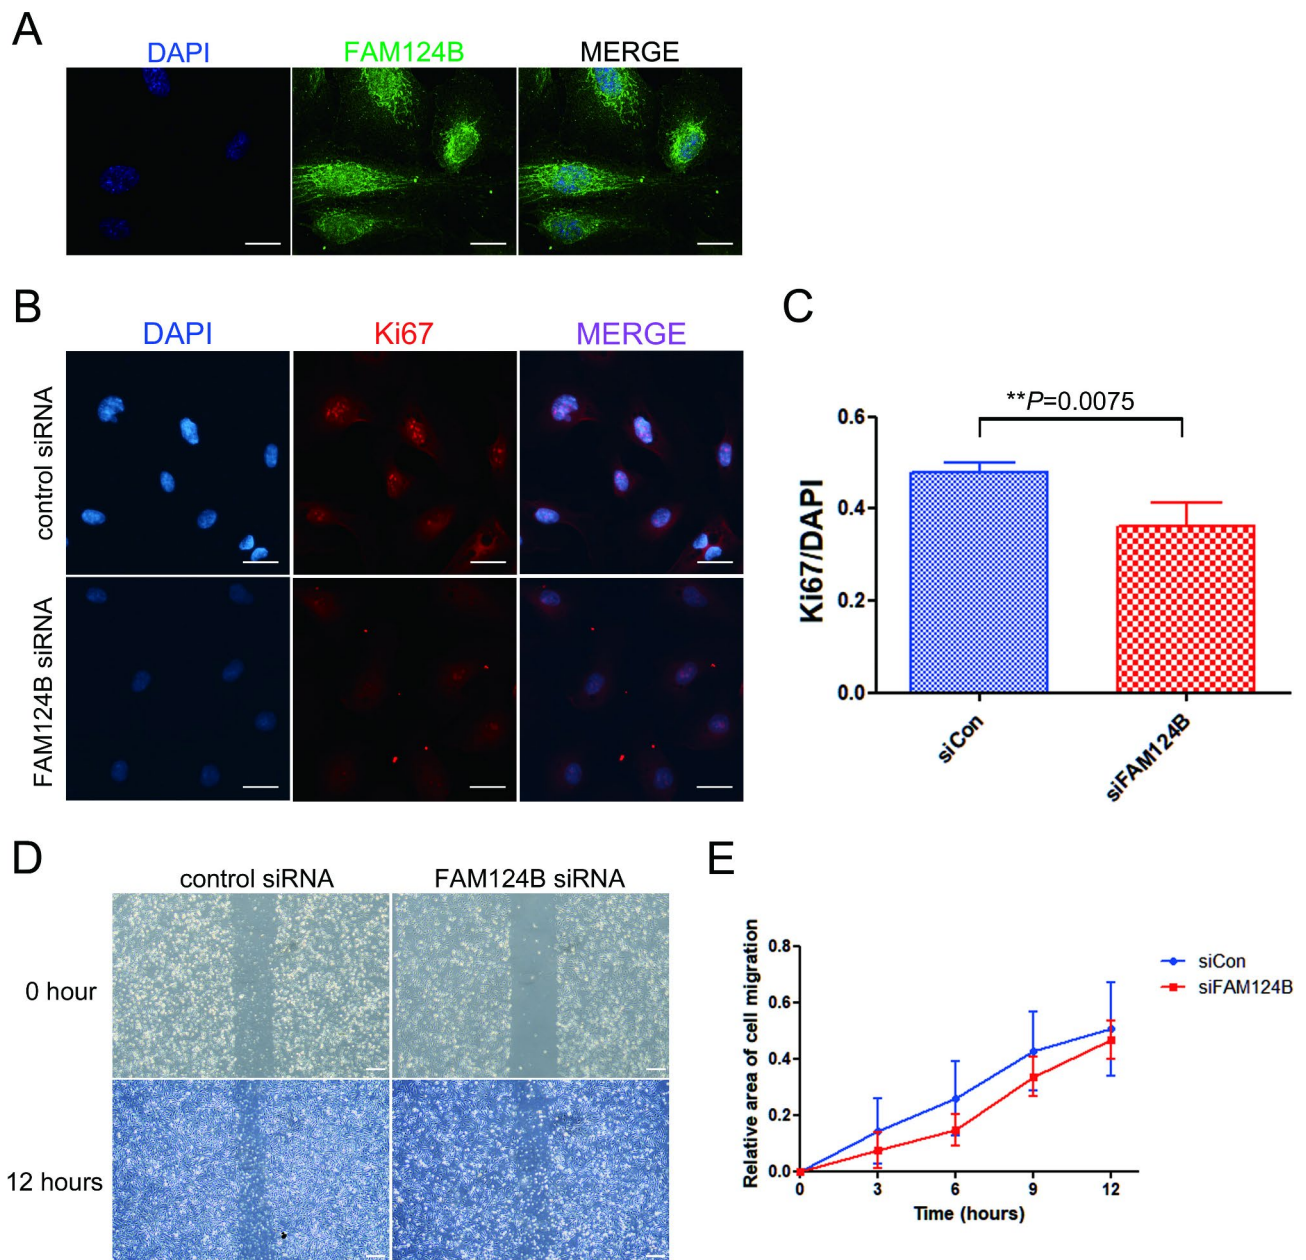 A
DAPI
FAM124B
MERGE
B
DAPI
Ki67
MERGE
control siRNA
FAM124B siRNA
C
**P=0.0075
Ki67/DAPI
0.6
0.4
0.2
0.0
siCon
siFAM124B
D
control siRNA
FAM124B siRNA
0 hour
12 hours
E
Relative area of cell migration
0.8
0.6
0.4
0.2
0.0
0
3
6
9
12
Time (hours)
siCon
siFAM124B